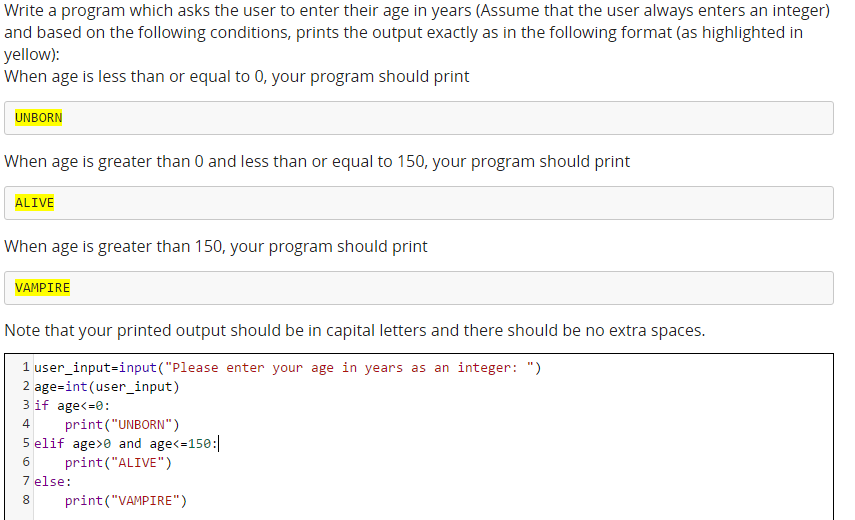 Write a program which asks the user to enter their age in years (Assume that the user always enters an integer)
and based on the following conditions, prints the output exactly as in the following format (as highlighted in
yellow):
When age is less than or equal to 0, your program should print
UNBORN
When age is greater than 0 and less than or equal to 150, your program should print
ALIVE
When age is greater than 150, your program should print
VAMPIRE
Note that your printed output should be in capital letters and there should be no extra spaces.
1 user_input=input("Please enter your age in years as an integer: ")
2 age=int(user_input)
3 if age<=0:
4     print("UNBORN")
5 elif age>0 and age<=150:
6     print("ALIVE")
7 else:
8     print("VAMPIRE")